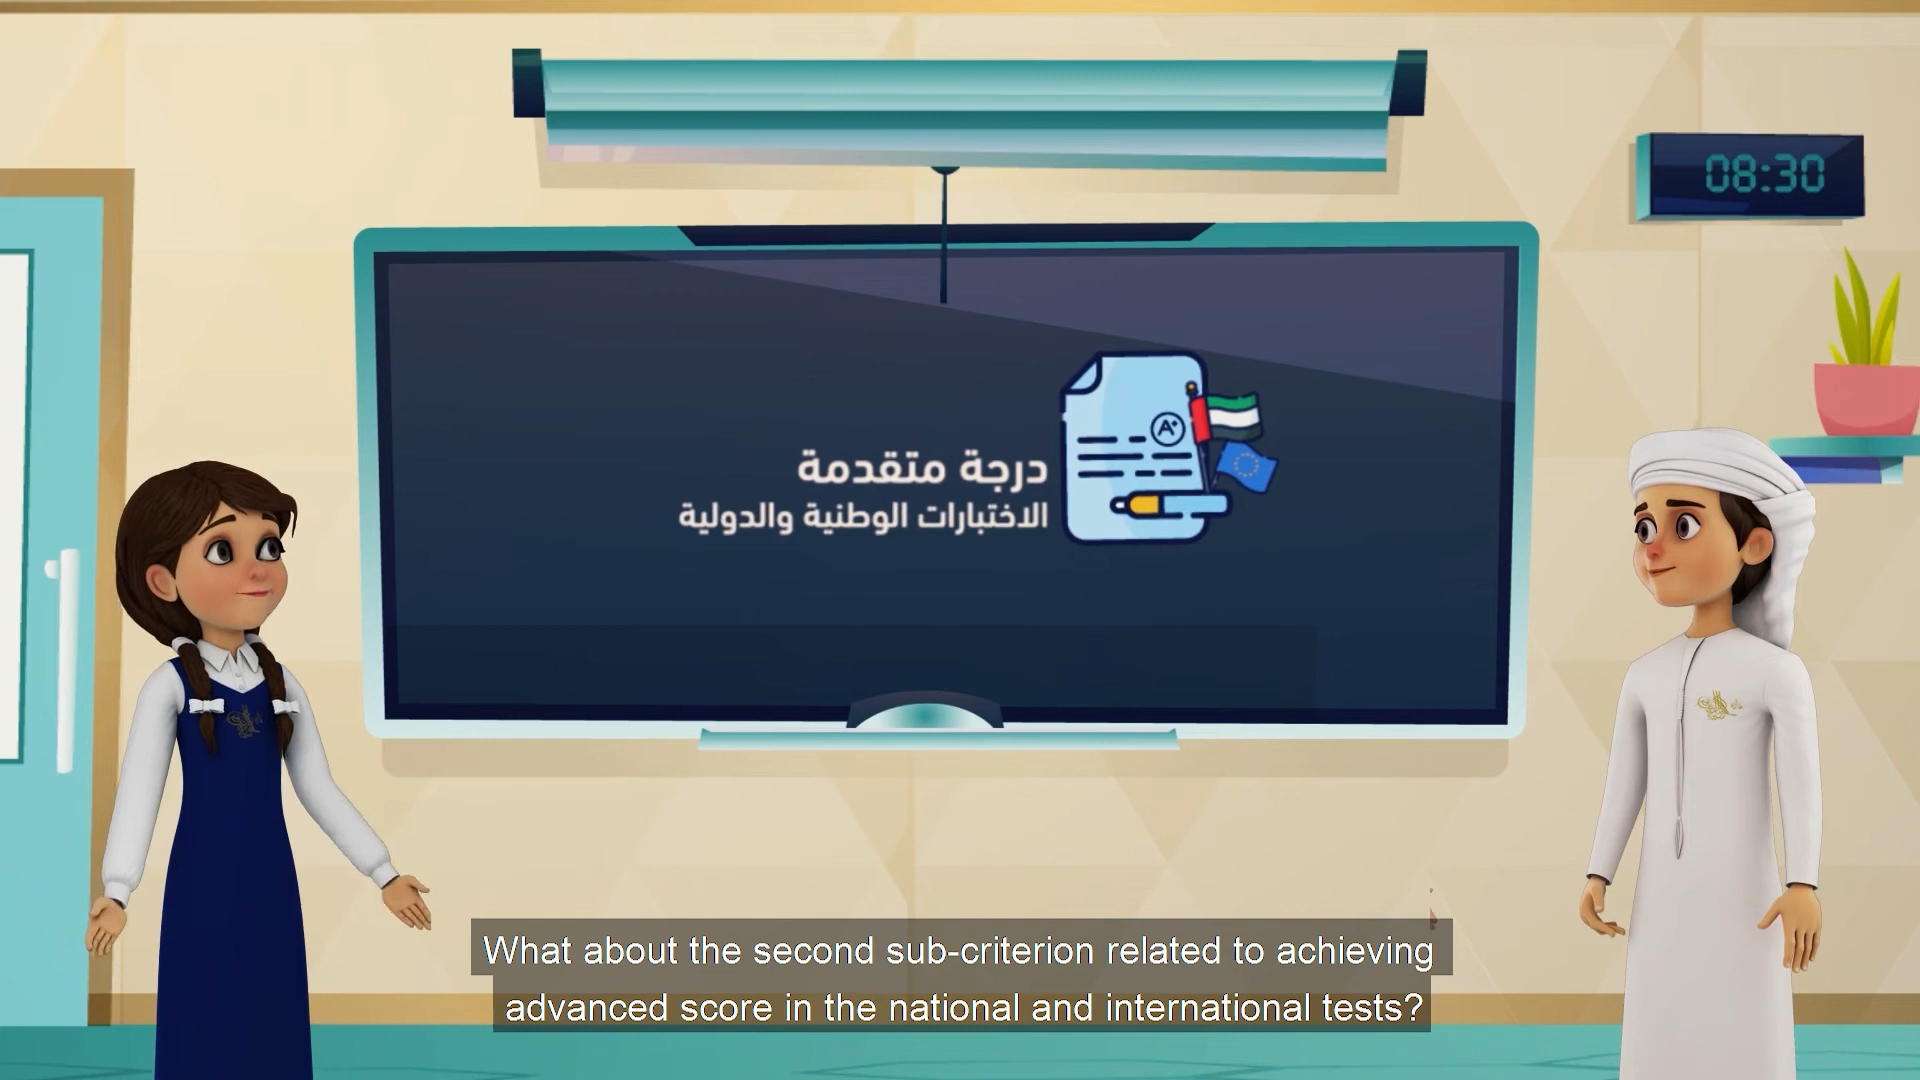 08:30
A+
درجة متقدمة
الاختبارات الوطنية والدولية
What about the second sub-criterion related to achieving
advanced score in the national and international tests?